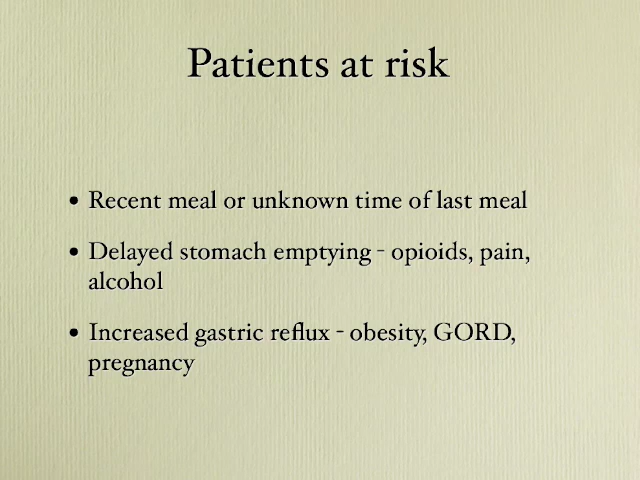 Patients at risk
• Recent meal or unknown time of last meal
• Delayed stomach emptying - opioids, pain,
alcohol
• Increased gastric reflux - obesity, GORD,
pregnancy